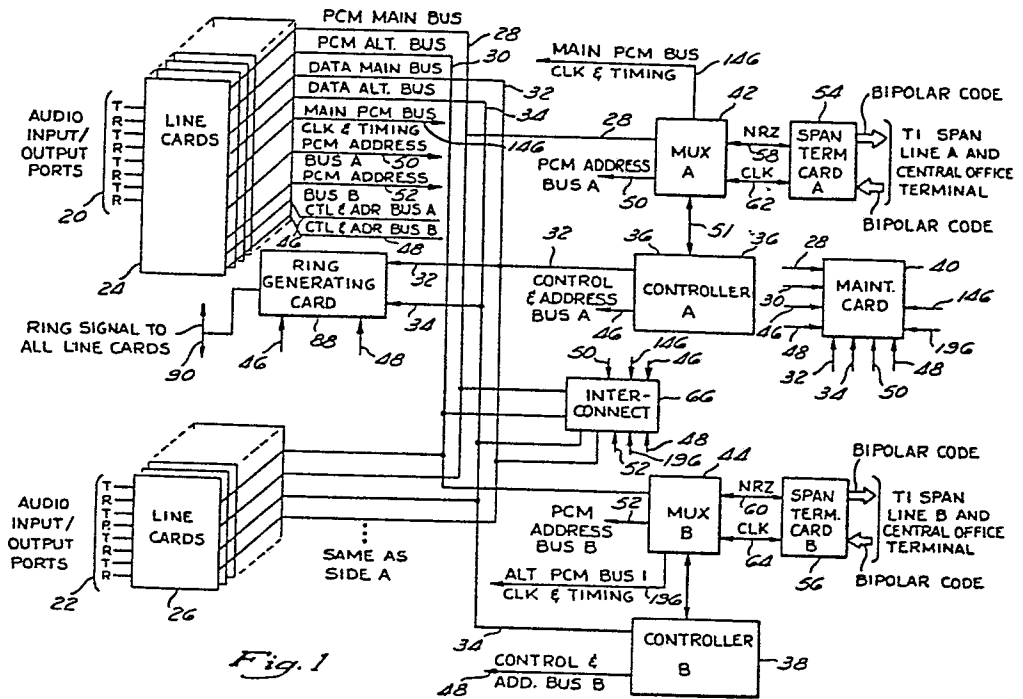 PCM MAIN BUS
28
PCM ALT. BUS
30
DATA MAIN BUS
32
DATA ALT. BUS
34
MAIN PCM BUS
CLK & TIMING
146
PCM ADDRESS
BUS A
50
PCM ADDRESS
BUS B
52
CTL & ADR BUS A
CTL & ADR BUS B
46
48
AUDIO
INPUT/
OUTPUT
PORTS
T
R
T
R
T
R
T
R
20
LINE
CARDS
24
MAIN PCM BUS
CLK & TIMING
146
42
28
MUX
A
PCM ADDRESS
BUS A
50
NRZ
58
CLK
62
54
SPAN
TERM
CARD
A
BIPOLAR CODE
T1 SPAN
LINE A AND
CENTRAL OFFICE
TERMINAL
BIPOLAR CODE
51
36
36
32
CONTROLLER
A
CONTROL
& ADDRESS
BUS A
46
RING
GENERATING
CARD
32
34
88
46
48
RING SIGNAL TO
ALL LINE CARDS
90
28
30
46
48
MAINT.
CARD
40
146
196
32
34
50
48
50
146
46
INTER-
CONNECT
66
52
196
48
AUDIO
INPUT/
OUTPUT
PORTS
T
R
T
R
T
R
T
R
22
LINE
CARDS
26
SAME AS
SIDE A
44
MUX
B
52
PCM
ADDRESS
BUS B
NRZ
60
CLK
64
SPAN
TERM.
CARD
B
56
BIPOLAR CODE
T1 SPAN
LINE B AND
CENTRAL OFFICE
TERMINAL
BIPOLAR CODE
ALT PCM BUS 1
CLK & TIMING
196
34
CONTROLLER
B
38
CONTROL &
ADD. BUS B
48
Fig. 1